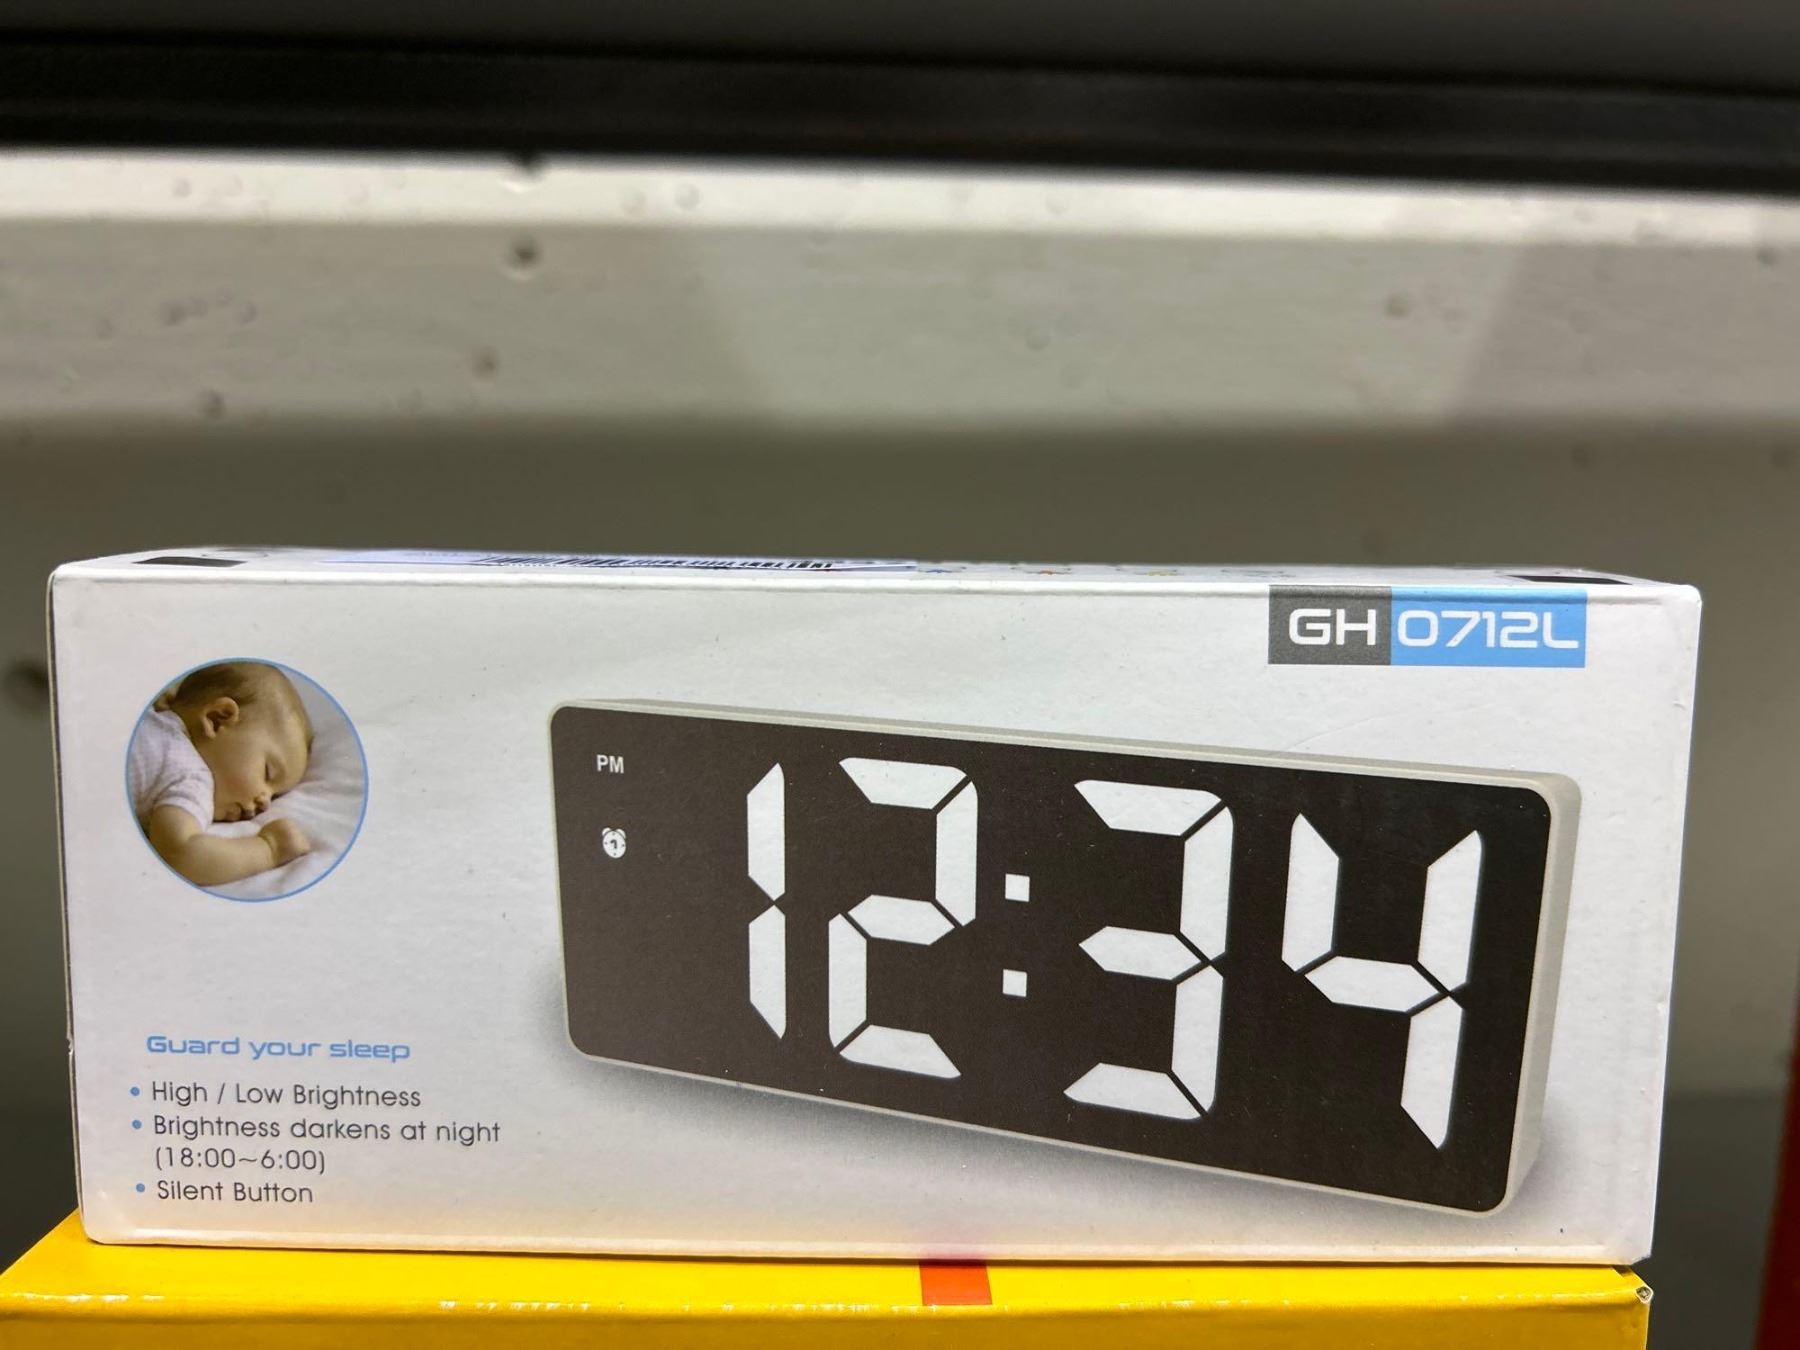 GH 0712L
PM
12:34
Guard your sleep
• High / Low Brightness
• Brightness darkens at night
(18:00~6:00)
• Silent Button